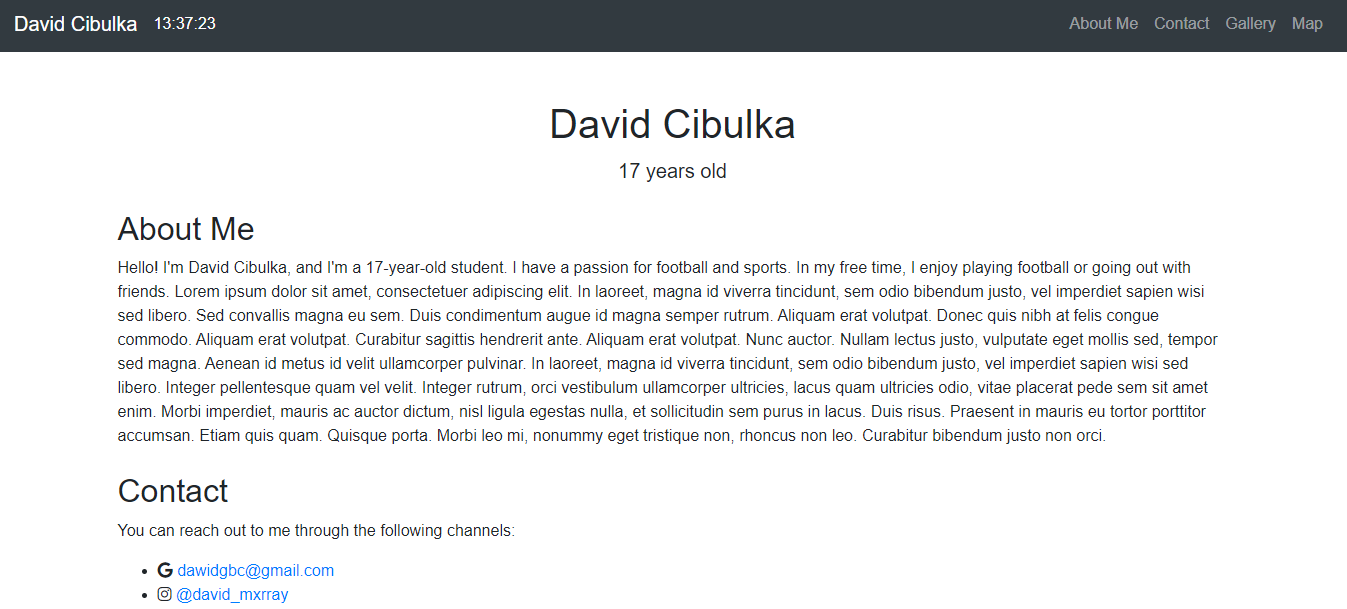 David Cibulka 13:37:23 About Me Contact Gallery Map
David Cibulka
17 years old
About Me
Hello! I'm David Cibulka, and I'm a 17-year-old student. I have a passion for football and sports. In my free time, I enjoy playing football or going out with
friends. Lorem ipsum dolor sit amet, consectetuer adipiscing elit. In laoreet, magna id viverra tincidunt, sem odio bibendum justo, vel imperdiet sapien wisi
sed libero. Sed convallis magna eu sem. Duis condimentum augue id magna semper rutrum. Aliquam erat volutpat. Donec quis nibh at felis congue
commodo. Aliquam erat volutpat. Curabitur sagittis hendrerit ante. Aliquam erat volutpat. Nunc auctor. Nullam lectus justo, vulputate eget mollis sed, tempor
sed magna. Aenean id metus id velit ullamcorper pulvinar. In laoreet, magna id viverra tincidunt, sem odio bibendum justo, vel imperdiet sapien wisi sed
libero. Integer pellentesque quam vel velit. Integer rutrum, orci vestibulum ullamcorper ultricies, lacus quam ultricies odio, vitae placerat pede sem sit amet
enim. Morbi imperdiet, mauris ac auctor dictum, nisl ligula egestas nulla, et sollicitudin sem purus in lacus. Duis risus. Praesent in mauris eu tortor porttitor
accumsan. Etiam quis quam. Quisque porta. Morbi leo mi, nonummy eget tristique non, rhoncus non leo. Curabitur bibendum justo non orci.
Contact
You can reach out to me through the following channels:
dawidgbc@gmail.com
@david_mxrray